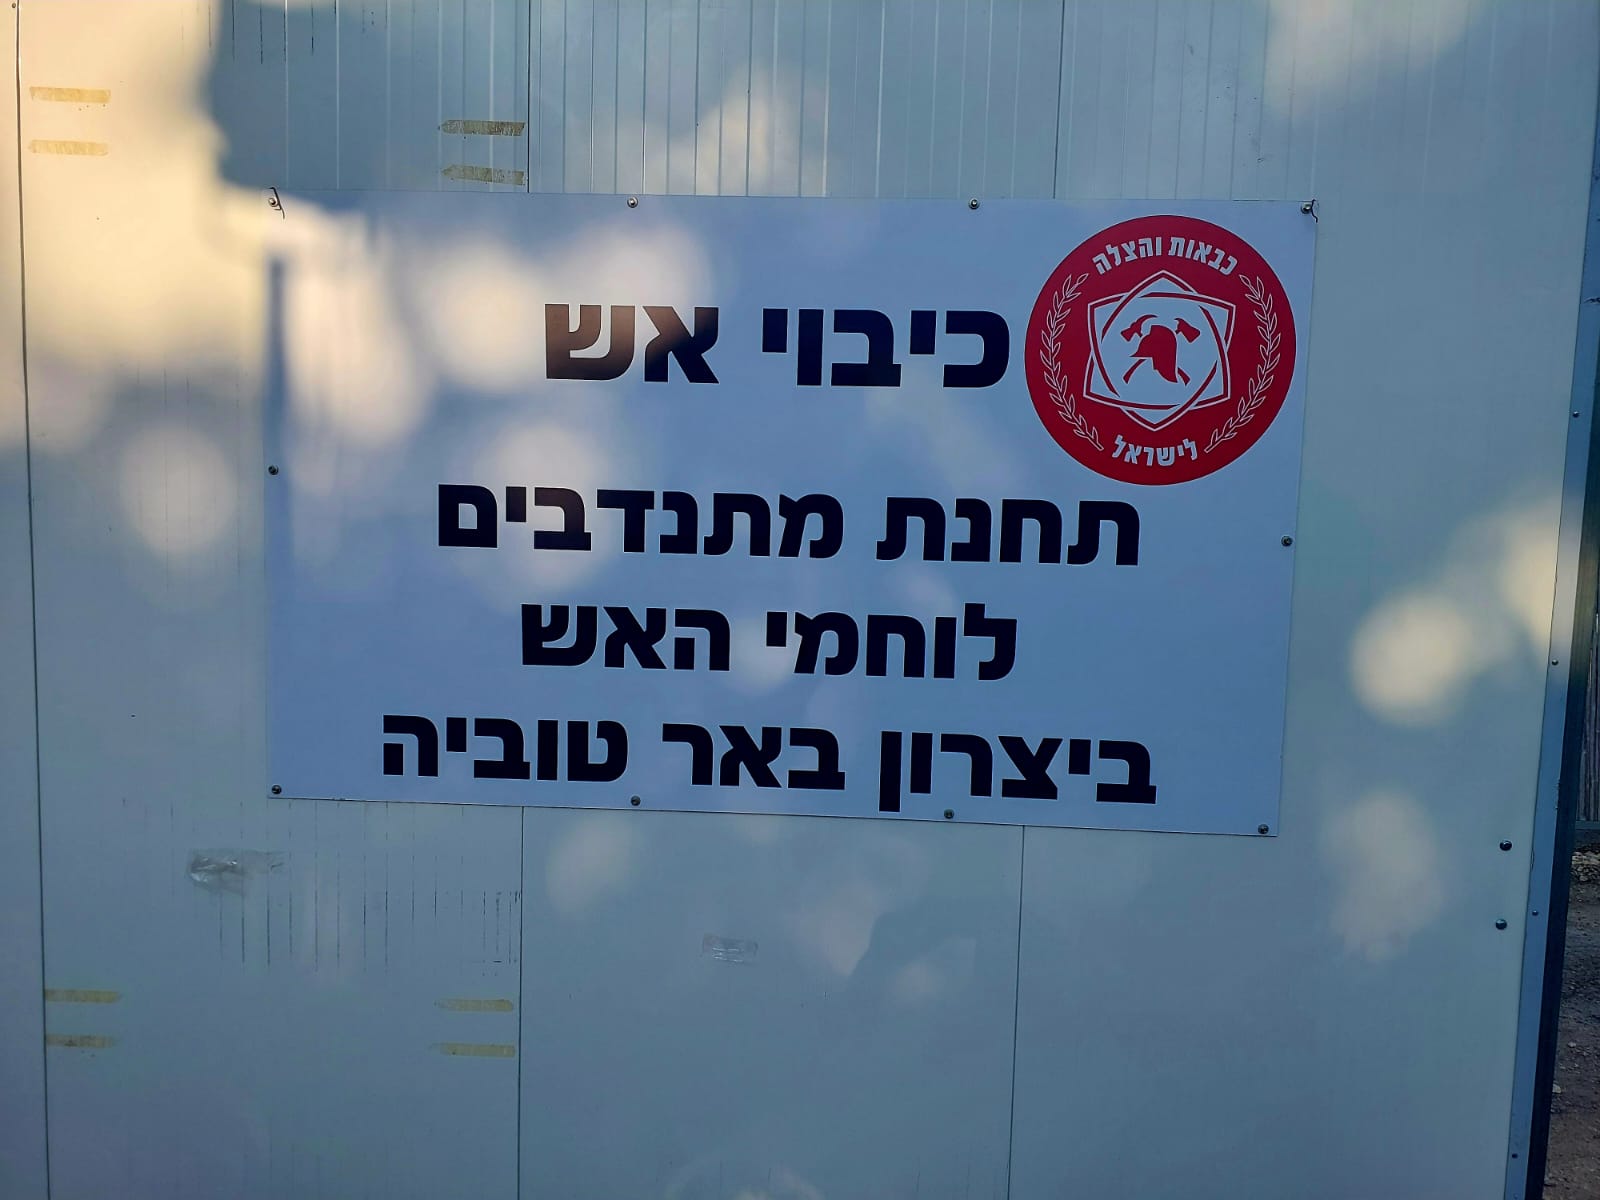 כבאות והצלה
לישראל
כיבוי אש
תחנת מתנדבים
לוחמי האש
ביצרון באר טוביה